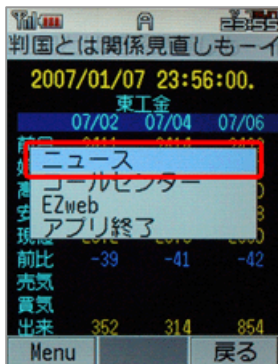 23:55
判国とは関係見直しも－イ
2007/01/07 23:56:00.
東工金
07/02 07/04 07/06
ニュース
コールセンター
EZweb
アプリ終了
前比 -39 -41 -42
売気
買気
出来 352 314 854
Menu 戻る